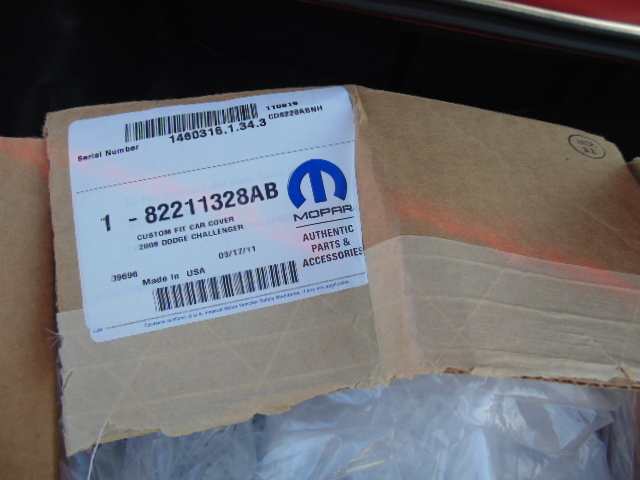 110819
CD8228ABNH
Serial Number
1460316.1.34.3
1 - 82211328AB
CUSTOM FIT CAR COVER
2008 DODGE CHALLENGER
MOPAR
AUTHENTIC
PARTS &
ACCESSORIES
03/17/11
39696 Made In USA